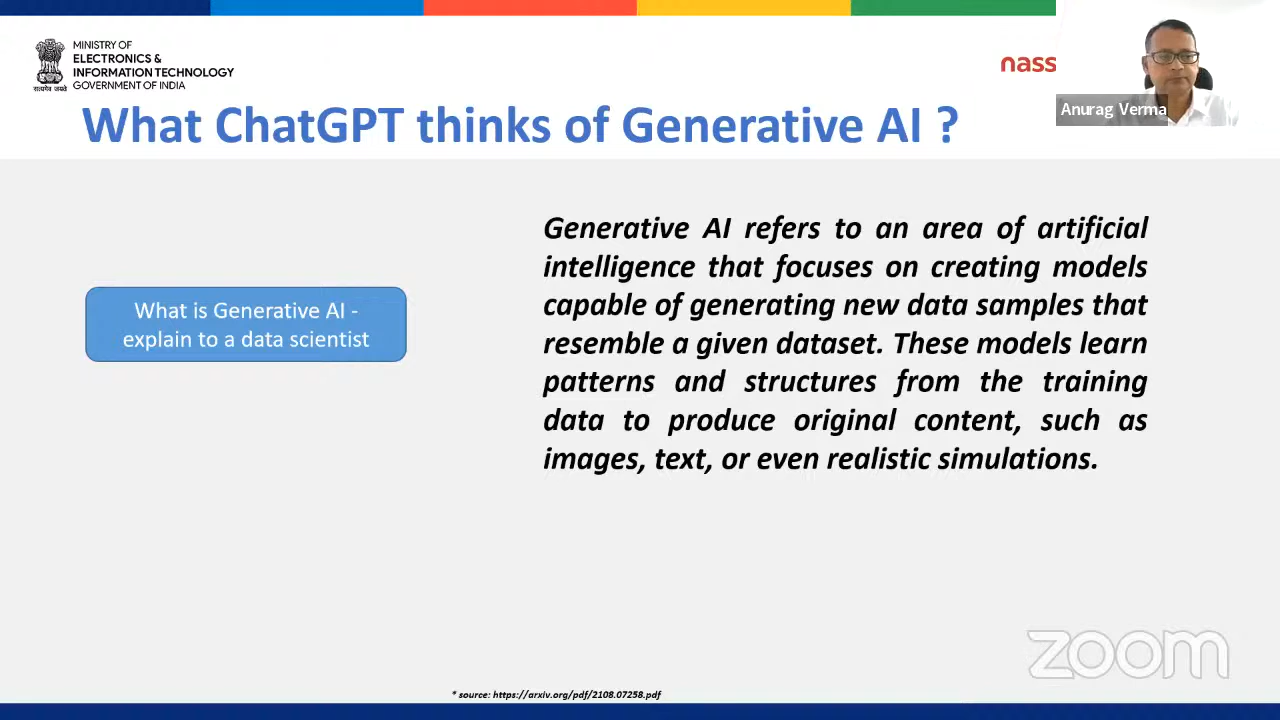 MINISTRY OF
ELECTRONICS &
INFORMATION TECHNOLOGY
GOVERNMENT OF INDIA
सत्यमेव जयते
nass
Anurag Verma
What ChatGPT thinks of Generative AI ?
What is Generative AI -
explain to a data scientist
Generative AI refers to an area of artificial
intelligence that focuses on creating models
capable of generating new data samples that
resemble a given dataset. These models learn
patterns and structures from the training
data to produce original content, such as
images, text, or even realistic simulations.
zoom
* source: https://arxiv.org/pdf/2108.07258.pdf